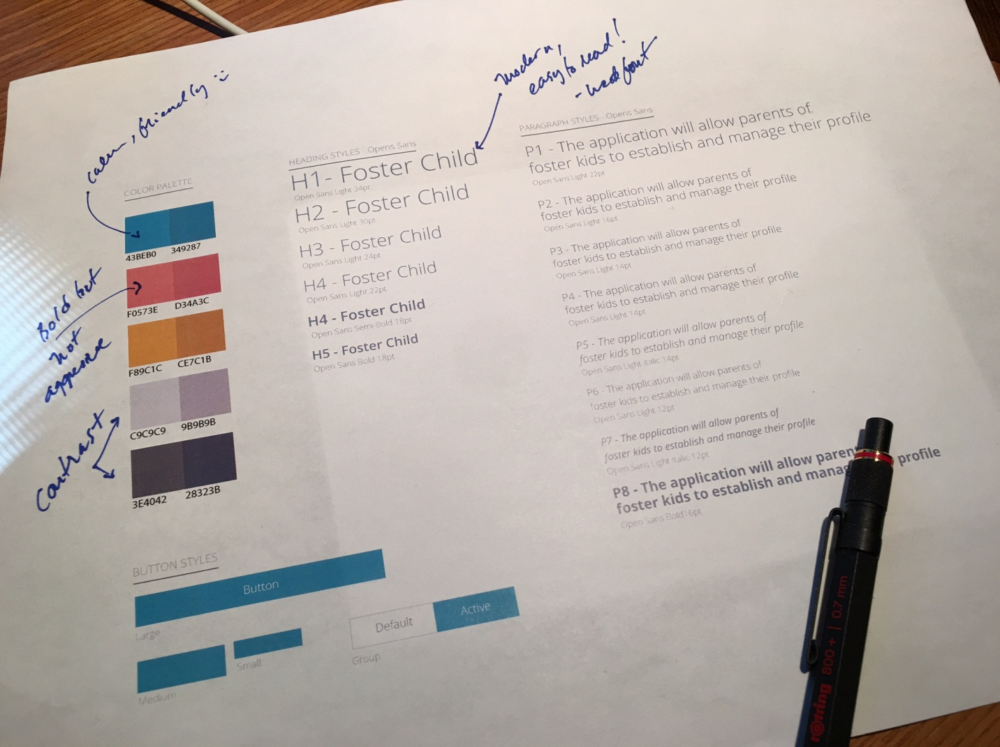 calm, friendly :)
modern,
easy to read!
- web font
COLOR PALETTE
43BEB0 349287
F0573E D34A3C
F89C1C CE7C1B
C9C9C9 9B9B9B
3E4042 28323B
Bold but
not
aggressive
Contrast
HEADING STYLES - Opens Sans
H1- Foster Child
Open Sans Light 34pt
H2 - Foster Child
Open Sans Light 30pt
H3 - Foster Child
Open Sans Light 24pt
H4 - Foster Child
Open Sans Light 22pt
H4 - Foster Child
Open Sans Semi-Bold 18pt
H5 - Foster Child
Open Sans Bold 18pt
PARAGRAPH STYLES - Opens Sans
P1 - The application will allow parents of
foster kids to establish and manage their profile
Open Sans Light 22pt
P2 - The application will allow parents of
foster kids to establish and manage their profile
Open Sans Light 16pt
P3 - The application will allow parents of
foster kids to establish and manage their profile
Open Sans Light 14pt
P4 - The application will allow parents of
foster kids to establish and manage their profile
Open Sans Light 14pt
P5 - The application will allow parents of
foster kids to establish and manage their profile
Open Sans Light Italic 14pt
P6 - The application will allow parents of
foster kids to establish and manage their profile
Open Sans Light 12pt
P7 - The application will allow parents of
foster kids to establish and manage their profile
Open Sans Light Italic 12pt
P8 - The application will allow paren
foster kids to establish and manag profile
Open Sans Bold16pt
BUTTON STYLES
Button
Large
Medium
Small
Default Active
Group
rotring 800 + | 0.7 mm